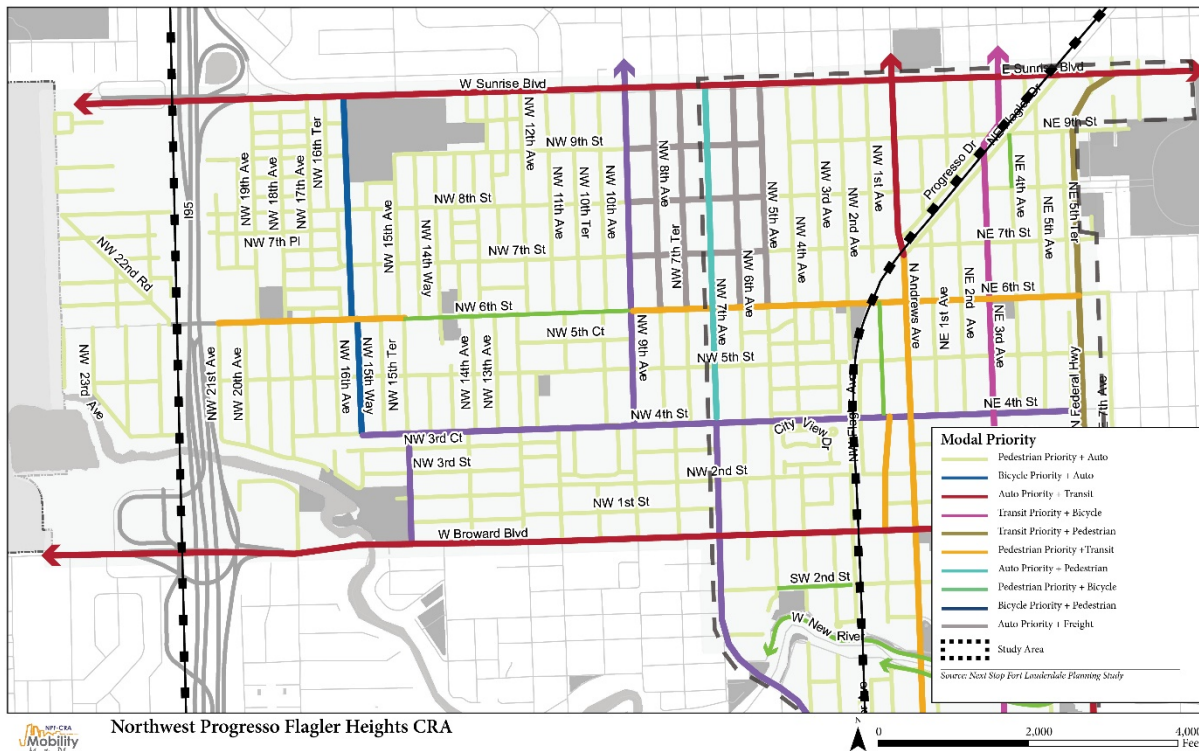 W Sunrise Blvd
E Sunrise Blvd
NE Flagler Dr
Progresso Dr
I95
NW 19th Ave
NW 18th Ave
NW 17th Ave
NW 16th Ter
NW 12th Ave
NW 9th St
NE 9th St
NW 11th Ave
NW 10th Ter
NW 10th Ave
NW 8th Ave
NW 7th Ter
NW 5th Ave
NW 6th Ave
NW 3rd Ave
NW 4th Ave
NW 2nd Ave
NW 1st Ave
NE 4th Ave
NE 5th Ave
NE 5th Ter
NW 8th St
NW 15th Ave
NW 14th Way
NW 7th Pl
NW 7th St
NE 7th St
NW 22nd Rd
NW 6th St
NE 6th St
N Andrews Ave
NE 1st Ave
NE 2nd Ave
NE 3rd Ave
NW 7th Ave
NW 5th Ct
NW 5th St
NW 9th Ave
NW 23rd Ave
NW 21st Ave
NW 20th Ave
NW 16th Ave
NW 15th Way
NW 15th Ter
NW 14th Ave
NW 13th Ave
NW 4th St
NE 4th St
Federal Hwy
7th Ave
NW 3rd Ct
City View Dr
NW 3rd St
NW 2nd St
NW 1st St
W Broward Blvd
SW 2nd St
W New River
Modal Priority
Pedestrian Priority + Auto
Bicycle Priority + Auto
Auto Priority + Transit
Transit Priority + Bicycle
Transit Priority + Pedestrian
Pedestrian Priority +Transit
Auto Priority + Pedestrian
Pedestrian Priority + Bicycle
Bicycle Priority + Pedestrian
Auto Priority + Freight
Study Area
Source: Next Stop Fort Lauderdale Planning Study
NPF-CRA
Mobility
Northwest Progresso Flagler Heights CRA
N
0 2,000 4,000
Feet